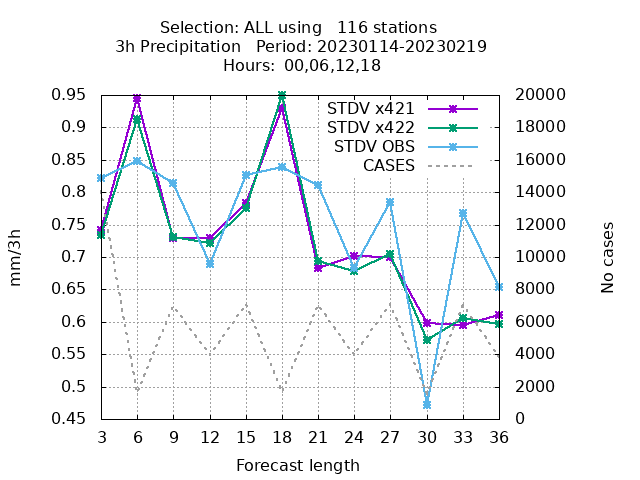 Selection: ALL using   116 stations
3h Precipitation   Period: 20230114-20230219
Hours:  00,06,12,18
STDV x421
STDV x422
STDV OBS
CASES
0.95
0.9
0.85
0.8
0.75
0.7
0.65
0.6
0.55
0.5
0.45
20000
18000
16000
14000
12000
10000
8000
6000
4000
2000
0
mm/3h
No cases
3 6 9 12 15 18 21 24 27 30 33 36
Forecast length